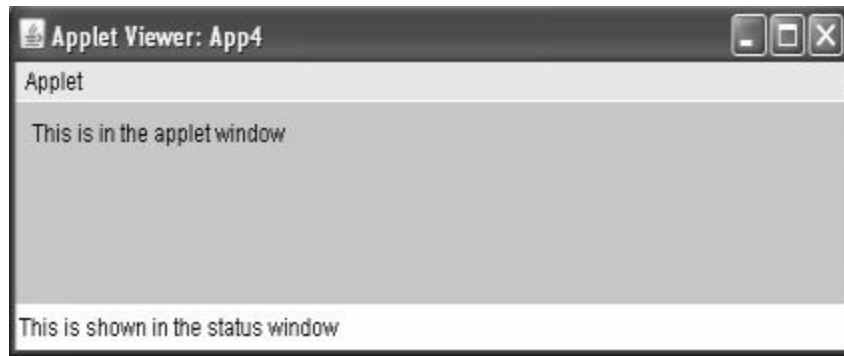 Applet Viewer: App4
Applet
This is in the applet window
This is shown in the status window